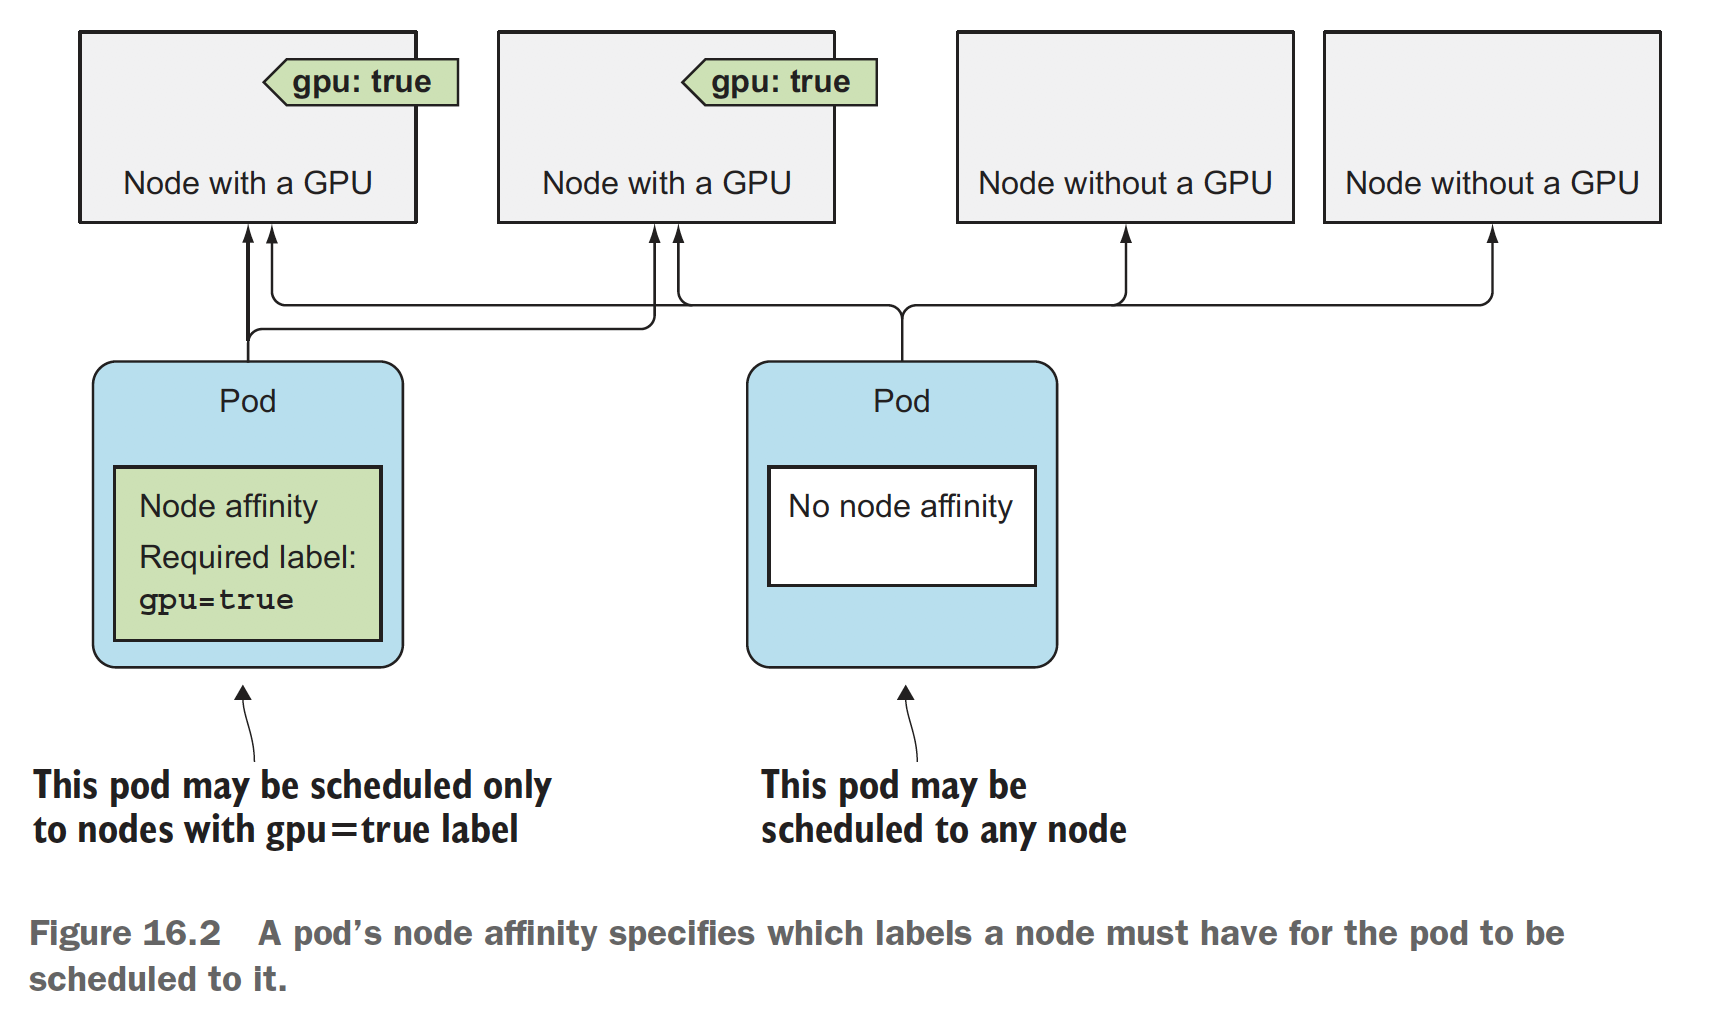 gpu: true
Node with a GPU
gpu: true
Node with a GPU
Node without a GPU
Node without a GPU
Pod
Node affinity
Required label:
gpu=true
Pod
No node affinity
This pod may be scheduled only
to nodes with gpu=true label
This pod may be
scheduled to any node
Figure 16.2 A pod’s node affinity specifies which labels a node must have for the pod to be
scheduled to it.